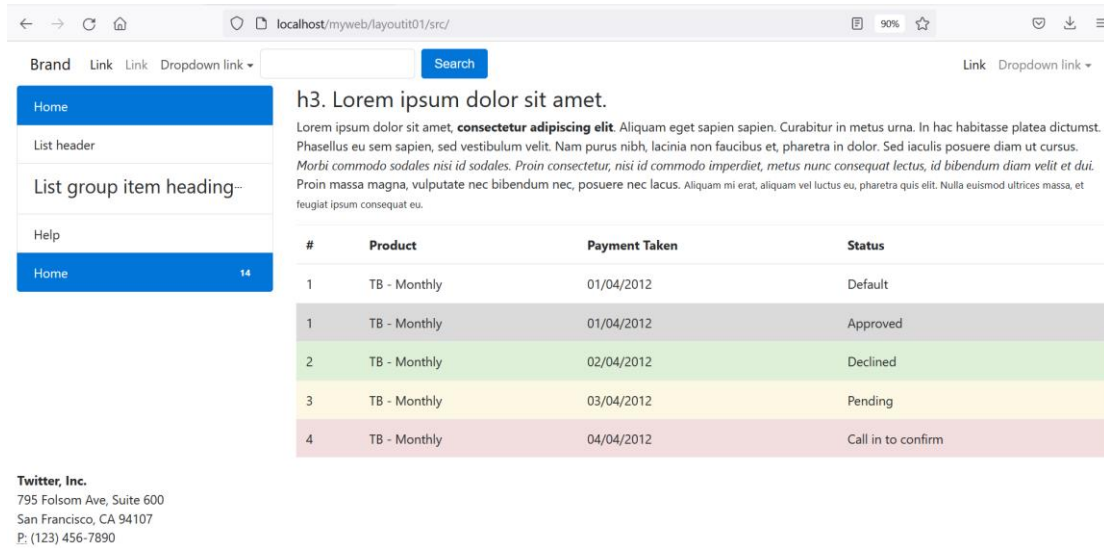 localhost/myweb/layoutit01/src/ 90%
Brand Link Link Dropdown link Search Link Dropdown link
Home
List header
List group item heading...
Help
Home 14
h3. Lorem ipsum dolor sit amet.
Lorem ipsum dolor sit amet, consectetur adipiscing elit. Aliquam eget sapien sapien. Curabitur in metus urna. In hac habitasse platea dictumst.
Phasellus eu sem sapien, sed vestibulum velit. Nam purus nibh, lacinia non faucibus et, pharetra in dolor. Sed iaculis posuere diam ut cursus.
Morbi commodo sodales nisi id sodales. Proin consectetur, nisi id commodo imperdiet, metus nunc consequat lectus, id bibendum diam velit et dui.
Proin massa magna, vulputate nec bibendum nec, posuere nec lacus. Aliquam mi erat, aliquam vel luctus eu, pharetra quis elit. Nulla euismod ultrices massa, et
feugiat ipsum consequat eu.
# Product Payment Taken Status
1 TB - Monthly 01/04/2012 Default
1 TB - Monthly 01/04/2012 Approved
2 TB - Monthly 02/04/2012 Declined
3 TB - Monthly 03/04/2012 Pending
4 TB - Monthly 04/04/2012 Call in to confirm
Twitter, Inc.
795 Folsom Ave, Suite 600
San Francisco, CA 94107
P: (123) 456-7890